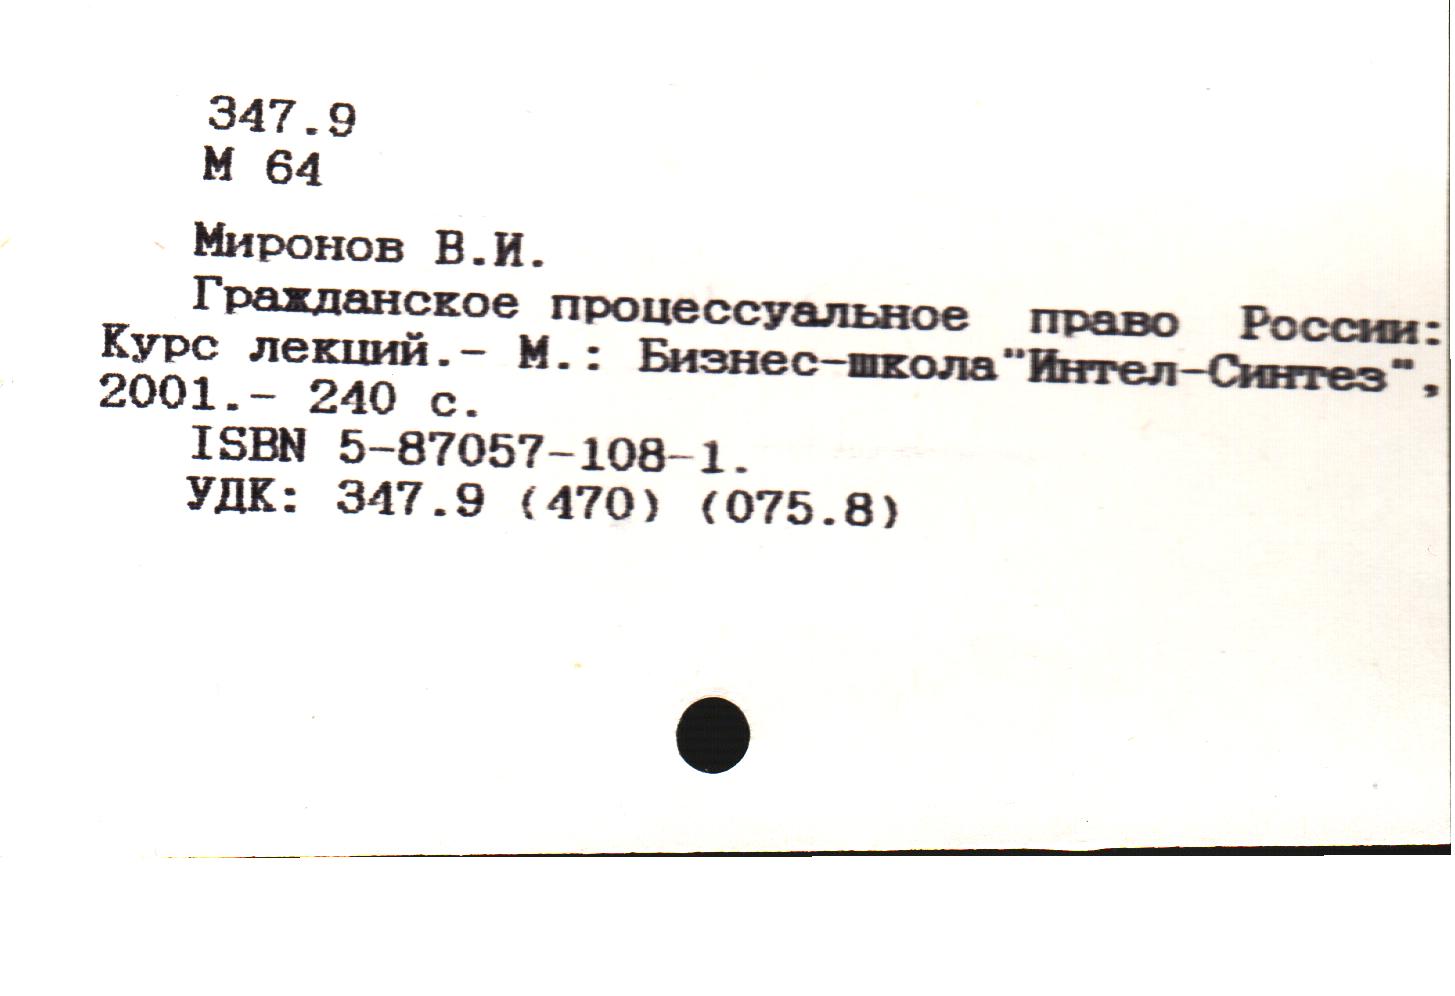 347.9
М 64
Миронов В.И.
Гражданское процессуальное право России:
Курс лекций.- М.: Бизнес-школа"Интел-Синтез",
2001.- 240 с.
ISBN 5-87057-108-1.
УДК: 347.9 (470) (075.8)